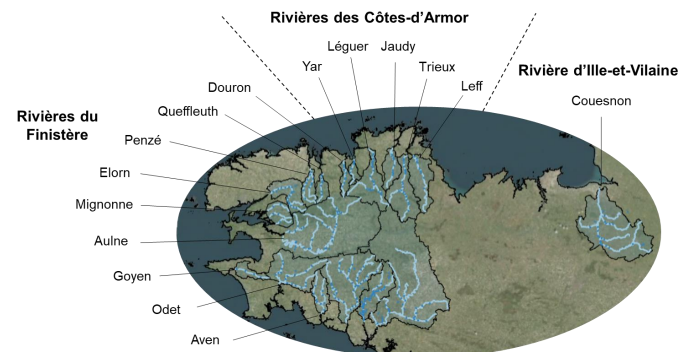 Rivières des Côtes-d'Armor
Léguer
Jaudy
Yar
Trieux
Rivière d'Ille-et-Vilaine
Douron
Leff
Couesnon
Queffleuth
Rivières du
Finistère
Penzé
Elorn
Mignonne
Aulne
Goyen
Odet
Aven